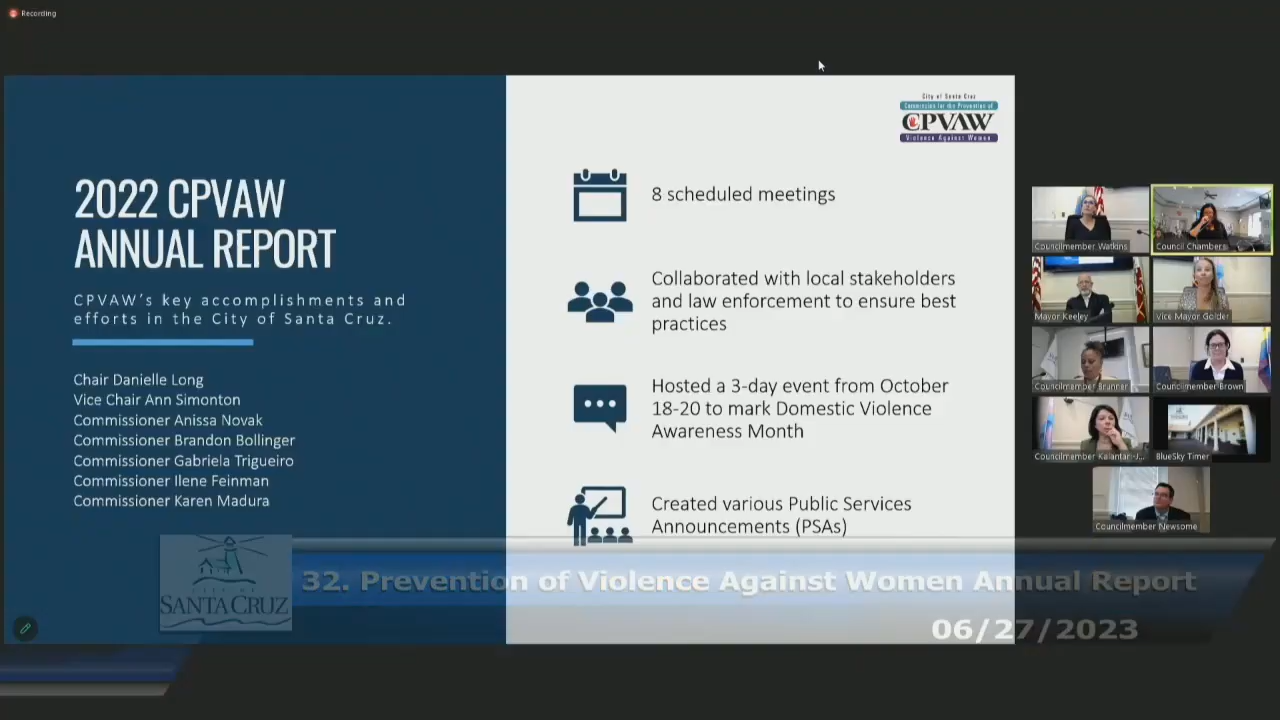 Recording
City of Santa Cruz
Commission for the Prevention of
CPVAW
Violence Against Women
2022 CPVAW
ANNUAL REPORT
CPVAW's key accomplishments and
efforts in the City of Santa Cruz.
Chair Danielle Long
Vice Chair Ann Simonton
Commissioner Anissa Novak
Commissioner Brandon Bollinger
Commissioner Gabriela Trigueiro
Commissioner Ilene Feinman
Commissioner Karen Madura
8 scheduled meetings
Collaborated with local stakeholders
and law enforcement to ensure best
practices
Hosted a 3-day event from October
18-20 to mark Domestic Violence
Awareness Month
Created various Public Services
Announcements (PSAs)
Councilmember Watkins
Council Chambers
Mayor Keeley
Vice Mayor Golder
Councilmember Brunner
Councilmember Brown
Councilmember Kalantari-J...
BlueSky Timer
Councilmember Newsome
CITY OF
SANTA CRUZ
32. Prevention of Violence Against Women Annual Report
06/27/2023